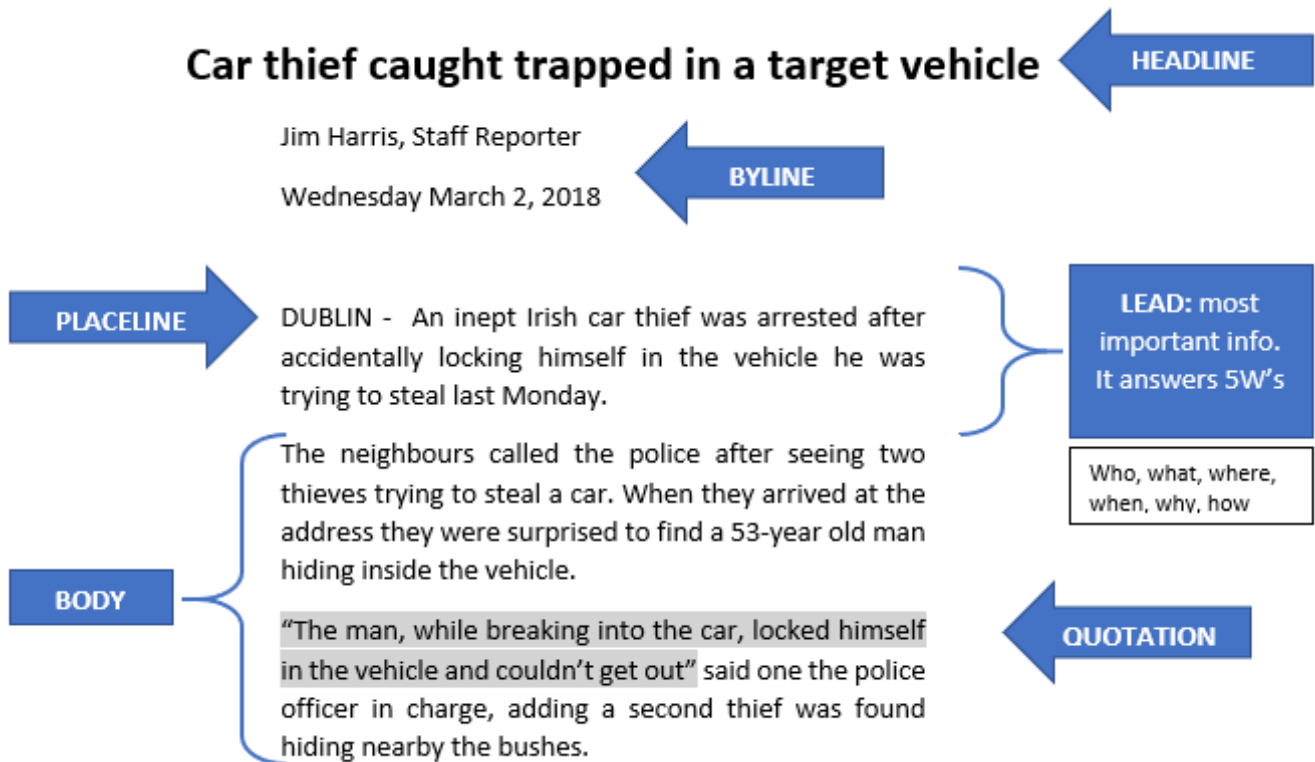 Car thief caught trapped in a target vehicle
HEADLINE
Jim Harris, Staff Reporter
BYLINE
Wednesday March 2, 2018
PLACELINE
DUBLIN -  An inept Irish car thief was arrested after
accidentally locking himself in the vehicle he was
trying to steal last Monday.
LEAD: most
important info.
It answers 5W's
Who, what, where,
when, why, how
BODY
The neighbours called the police after seeing two
thieves trying to steal a car. When they arrived at the
address they were surprised to find a 53-year old man
hiding inside the vehicle.
“The man, while breaking into the car, locked himself
in the vehicle and couldn’t get out” said one the police
officer in charge, adding a second thief was found
hiding nearby the bushes.
QUOTATION